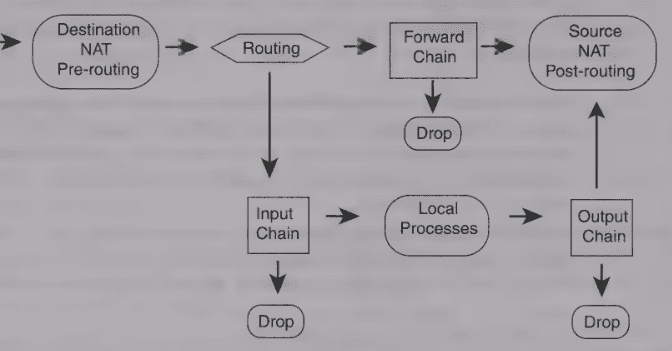 Destination
NAT
Pre-routing
Routing
Forward
Chain
Source
NAT
Post-routing
Drop
Input
Chain
Local
Processes
Output
Chain
Drop
Drop